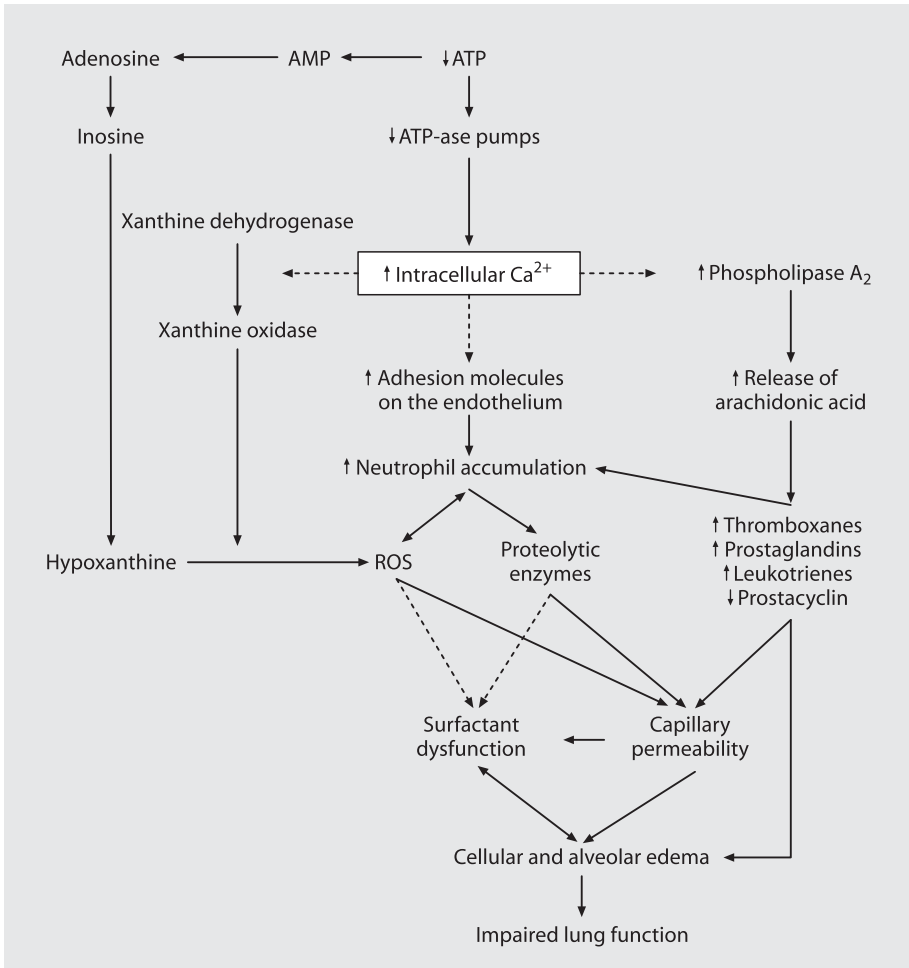 Adenosine
AMP
↓ATP
Inosine
↓ATP-ase pumps
Xanthine dehydrogenase
↑Intracellular Ca²⁺
↑Phospholipase A₂
Xanthine oxidase
↑Adhesion molecules
on the endothelium
↑Release of
arachidonic acid
↑Neutrophil accumulation
↑Thromboxanes
↑Prostaglandins
↑Leukotrienes
↓Prostacyclin
Hypoxanthine
ROS
Proteolytic
enzymes
Surfactant
dysfunction
Capillary
permeability
Cellular and alveolar edema
Impaired lung function